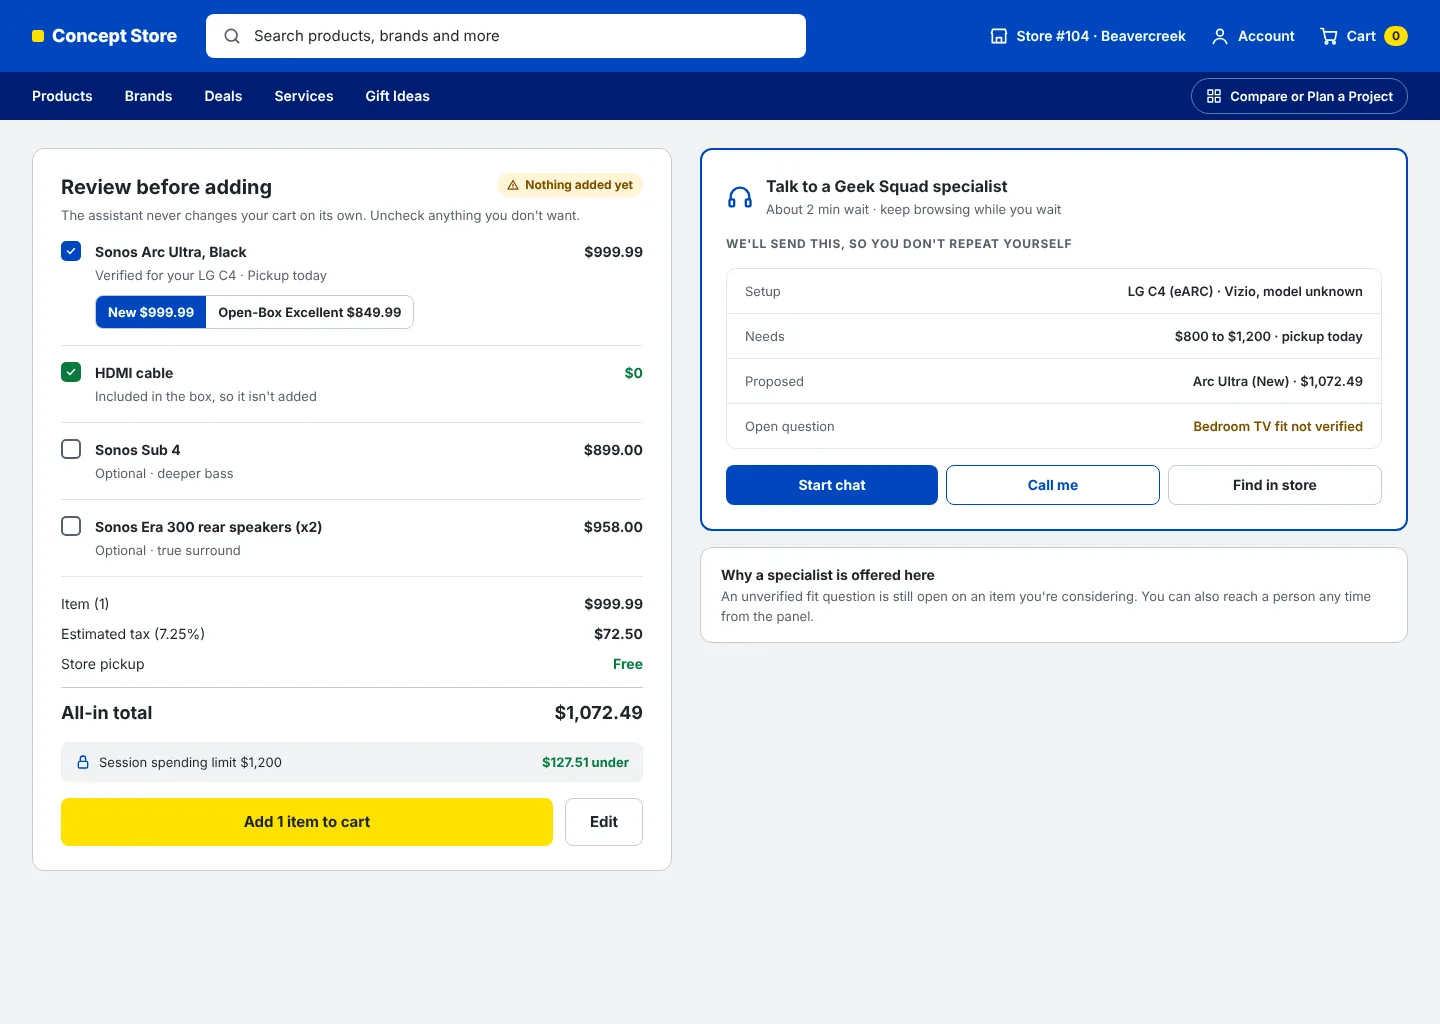 Concept Store
Search products, brands and more
Store #104 · Beavercreek
Account
Cart 0
Products
Brands
Deals
Services
Gift Ideas
Compare or Plan a Project
Review before adding
Nothing added yet
The assistant never changes your cart on its own. Uncheck anything you don't want.
Sonos Arc Ultra, Black $999.99
Verified for your LG C4 · Pickup today
New $999.99 Open-Box Excellent $849.99
HDMI cable $0
Included in the box, so it isn't added
Sonos Sub 4 $899.00
Optional · deeper bass
Sonos Era 300 rear speakers (x2) $958.00
Optional · true surround
Item (1) $999.99
Estimated tax (7.25%) $72.50
Store pickup Free
All-in total $1,072.49
Session spending limit $1,200 $127.51 under
Add 1 item to cart
Edit
Talk to a Geek Squad specialist
About 2 min wait · keep browsing while you wait
WE'LL SEND THIS, SO YOU DON'T REPEAT YOURSELF
Setup LG C4 (eARC) · Vizio, model unknown
Needs $800 to $1,200 · pickup today
Proposed Arc Ultra (New) · $1,072.49
Open question Bedroom TV fit not verified
Start chat
Call me
Find in store
Why a specialist is offered here
An unverified fit question is still open on an item you're considering. You can also reach a person any time
from the panel.